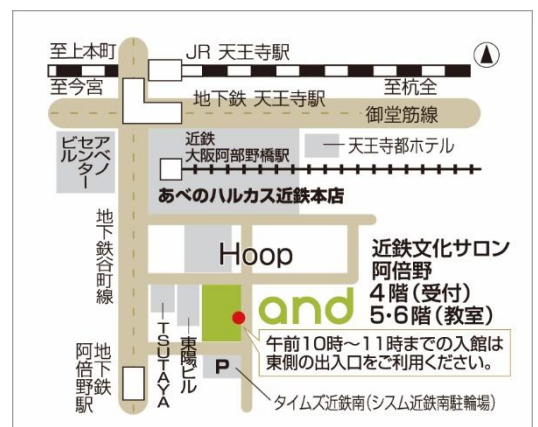 至上本町
JR 天王寺駅
至今宮
至杭全
地下鉄 天王寺駅
御堂筋線
アベノ
センター
ビル
近鉄
大阪阿部野橋駅
天王寺都ホテル
あべのハルカス近鉄本店
地下鉄谷町線
Hoop
近鉄文化サロン
阿倍野
4階(受付)
5・6階(教室)
and
TSUTAYA
東陽ビル
午前10時〜11時までの入館は
東側の出入口をご利用ください。
P
地下鉄
阿倍野駅
タイムズ近鉄南(シスム近鉄南駐輪場)